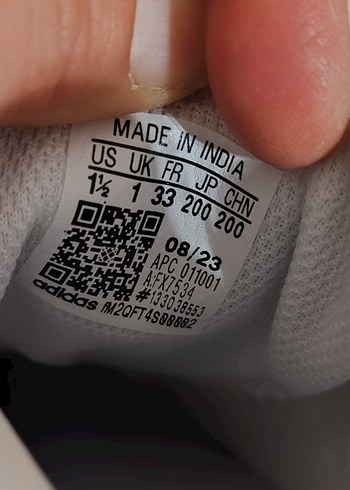 MADE IN INDIA
US UK FR JP CHN
1½ 1 33 200 200
08/23
APC 011001
A/FX7534
#133038553
adidas